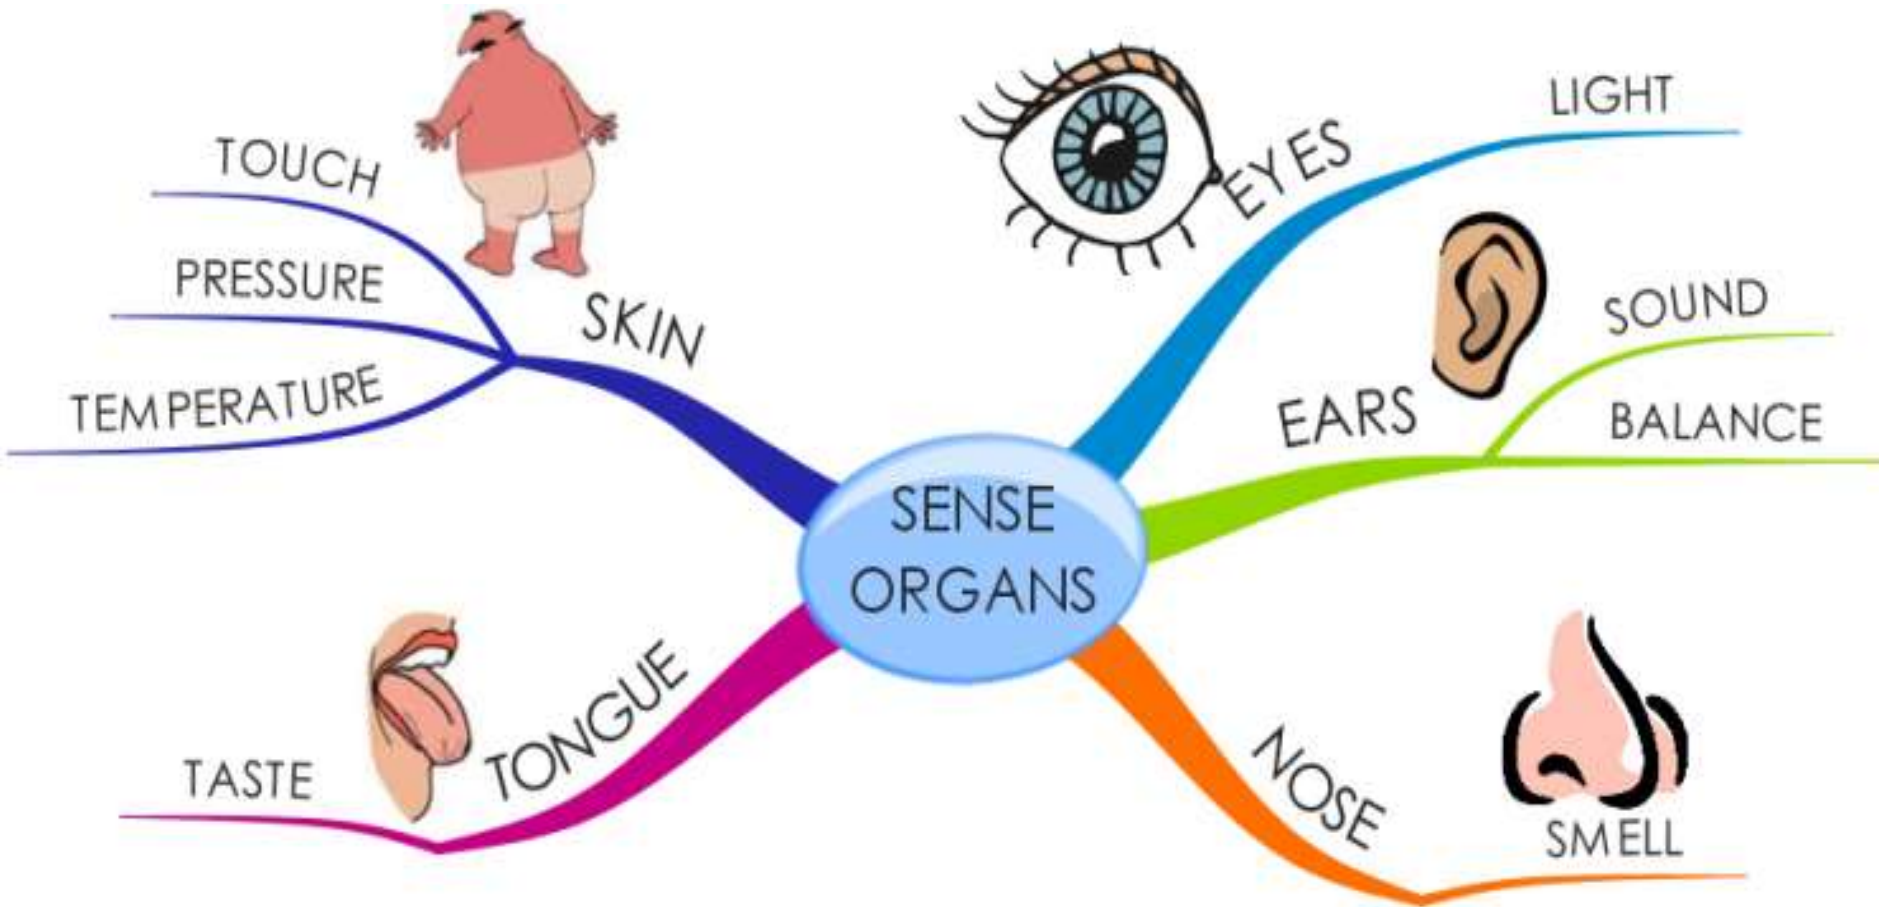 SENSE
ORGANS
EYES
LIGHT
EARS
SOUND
BALANCE
NOSE
SMELL
TONGUE
TASTE
SKIN
TOUCH
PRESSURE
TEMPERATURE